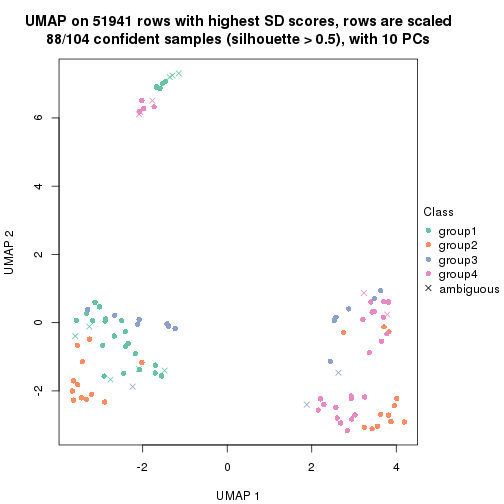 UMAP on 51941 rows with highest SD scores, rows are scaled
88/104 confident samples (silhouette > 0.5), with 10 PCs
UMAP 2
6
4
2
0
-2
-2
0
2
4
UMAP 1
Class
group1
group2
group3
group4
ambiguous